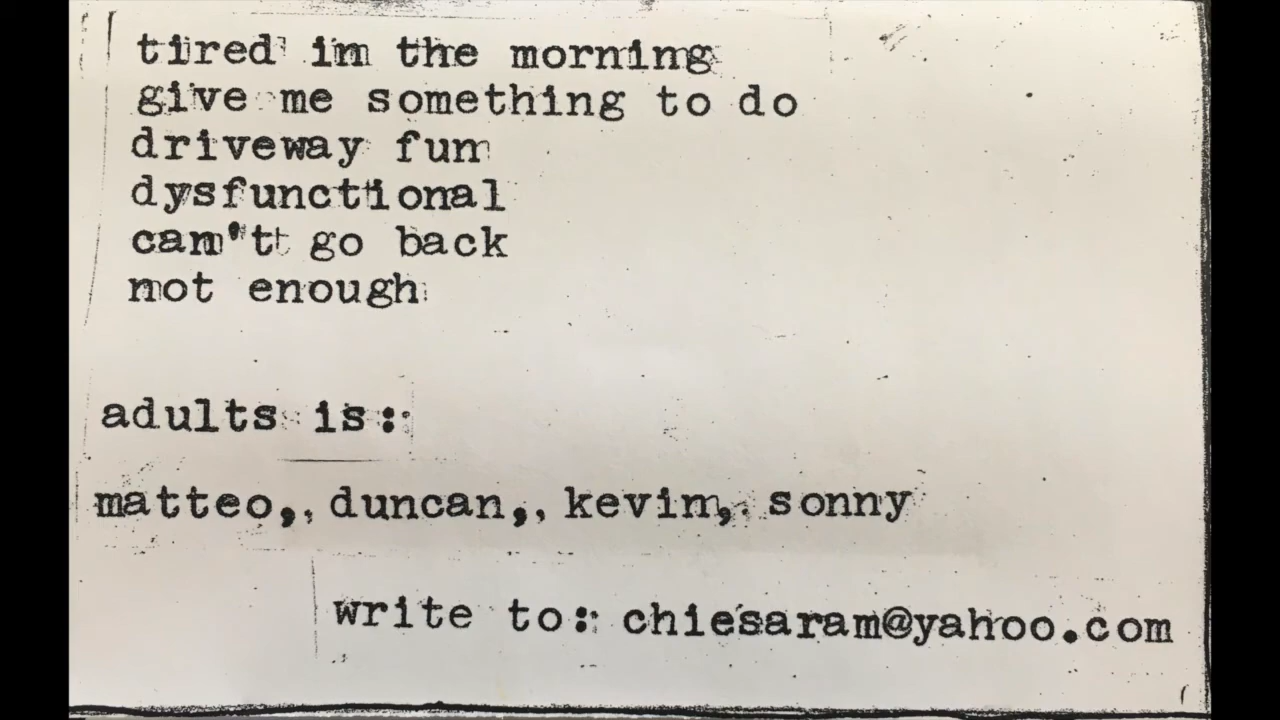 tired in the morning
give me something to do
driveway fun
dysfunctional
can't go back
not enough
adults is:
matteo, duncan, kevin, sonny
write to: chiesaram@yahoo.com